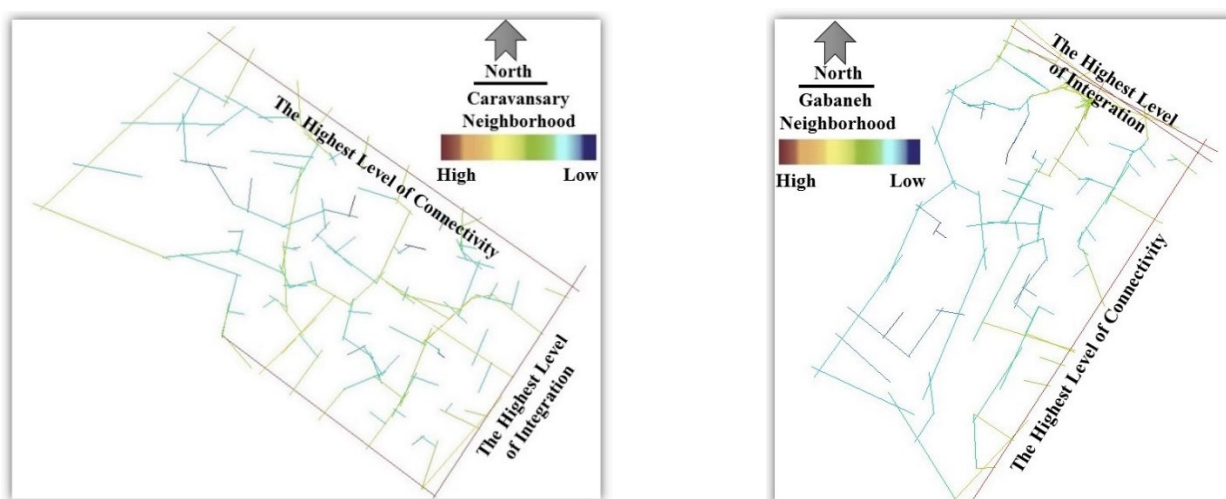 North
Caravansary
Neighborhood
High Low
The Highest Level of Connectivity
The Highest Level
of Integration
North
Gabaneh
Neighborhood
High Low
The Highest Level
of Integration
The Highest Level of Connectivity